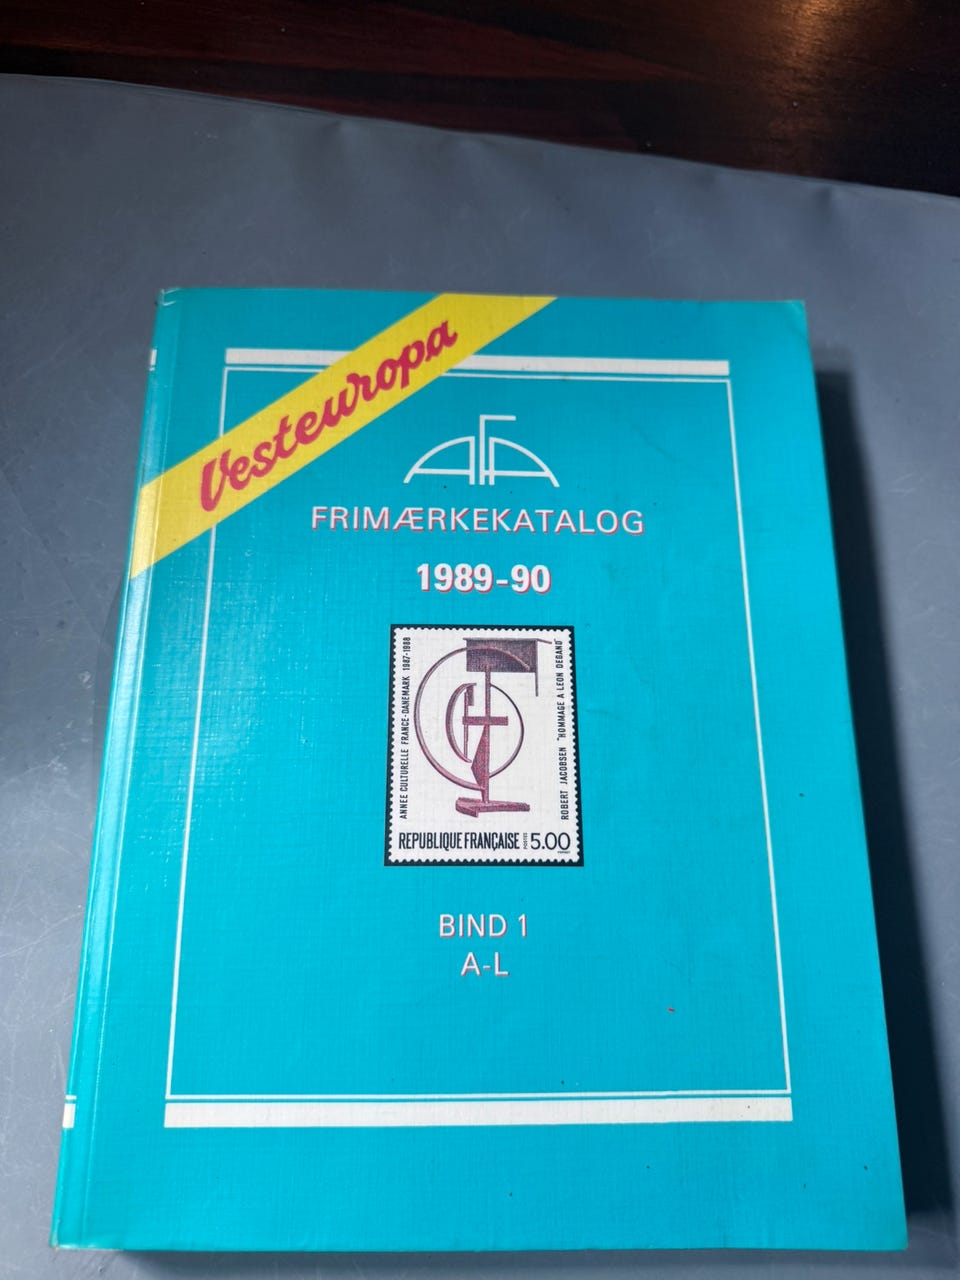 Vesteuropa
AFA
FRIMÆRKEKATALOG
1989-90
ANNEE CULTURELLE FRANCE-DANEMARK 1987-1988
ROBERT JACOBSEN "HOMMAGE A LEON DEGAND"
REPUBLIQUE FRANÇAISE POSTES 5.00
BIND 1
A-L